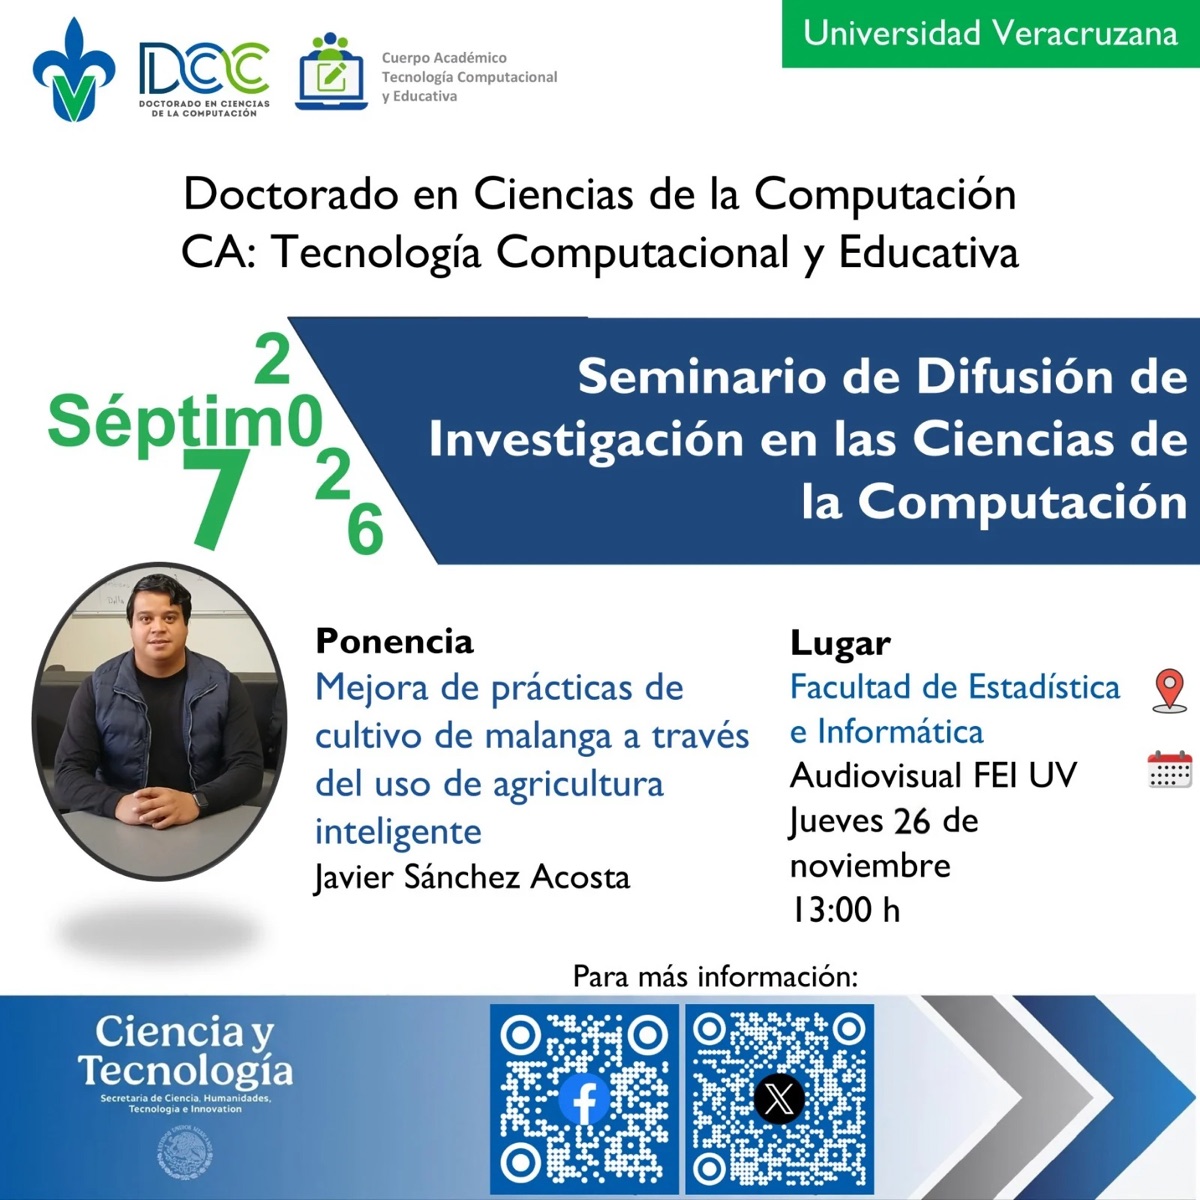 Universidad Veracruzana
DCC
DOCTORADO EN CIENCIAS
DE LA COMPUTACIÓN
Cuerpo Académico
Tecnología Computacional
y Educativa
Doctorado en Ciencias de la Computación
CA: Tecnología Computacional y Educativa
2
Séptim0
7
2
6
Seminario de Difusión de
Investigación en las Ciencias de
la Computación
Ponencia
Mejora de prácticas de
cultivo de malanga a través
del uso de agricultura
inteligente
Javier Sánchez Acosta
Lugar
Facultad de Estadística
e Informática
Audiovisual FEI UV
Jueves 26 de
noviembre
13:00 h
Para más información:
Ciencia y
Tecnología
Secretaria de Ciencia, Humanidades,
Tecnologia e Innovation